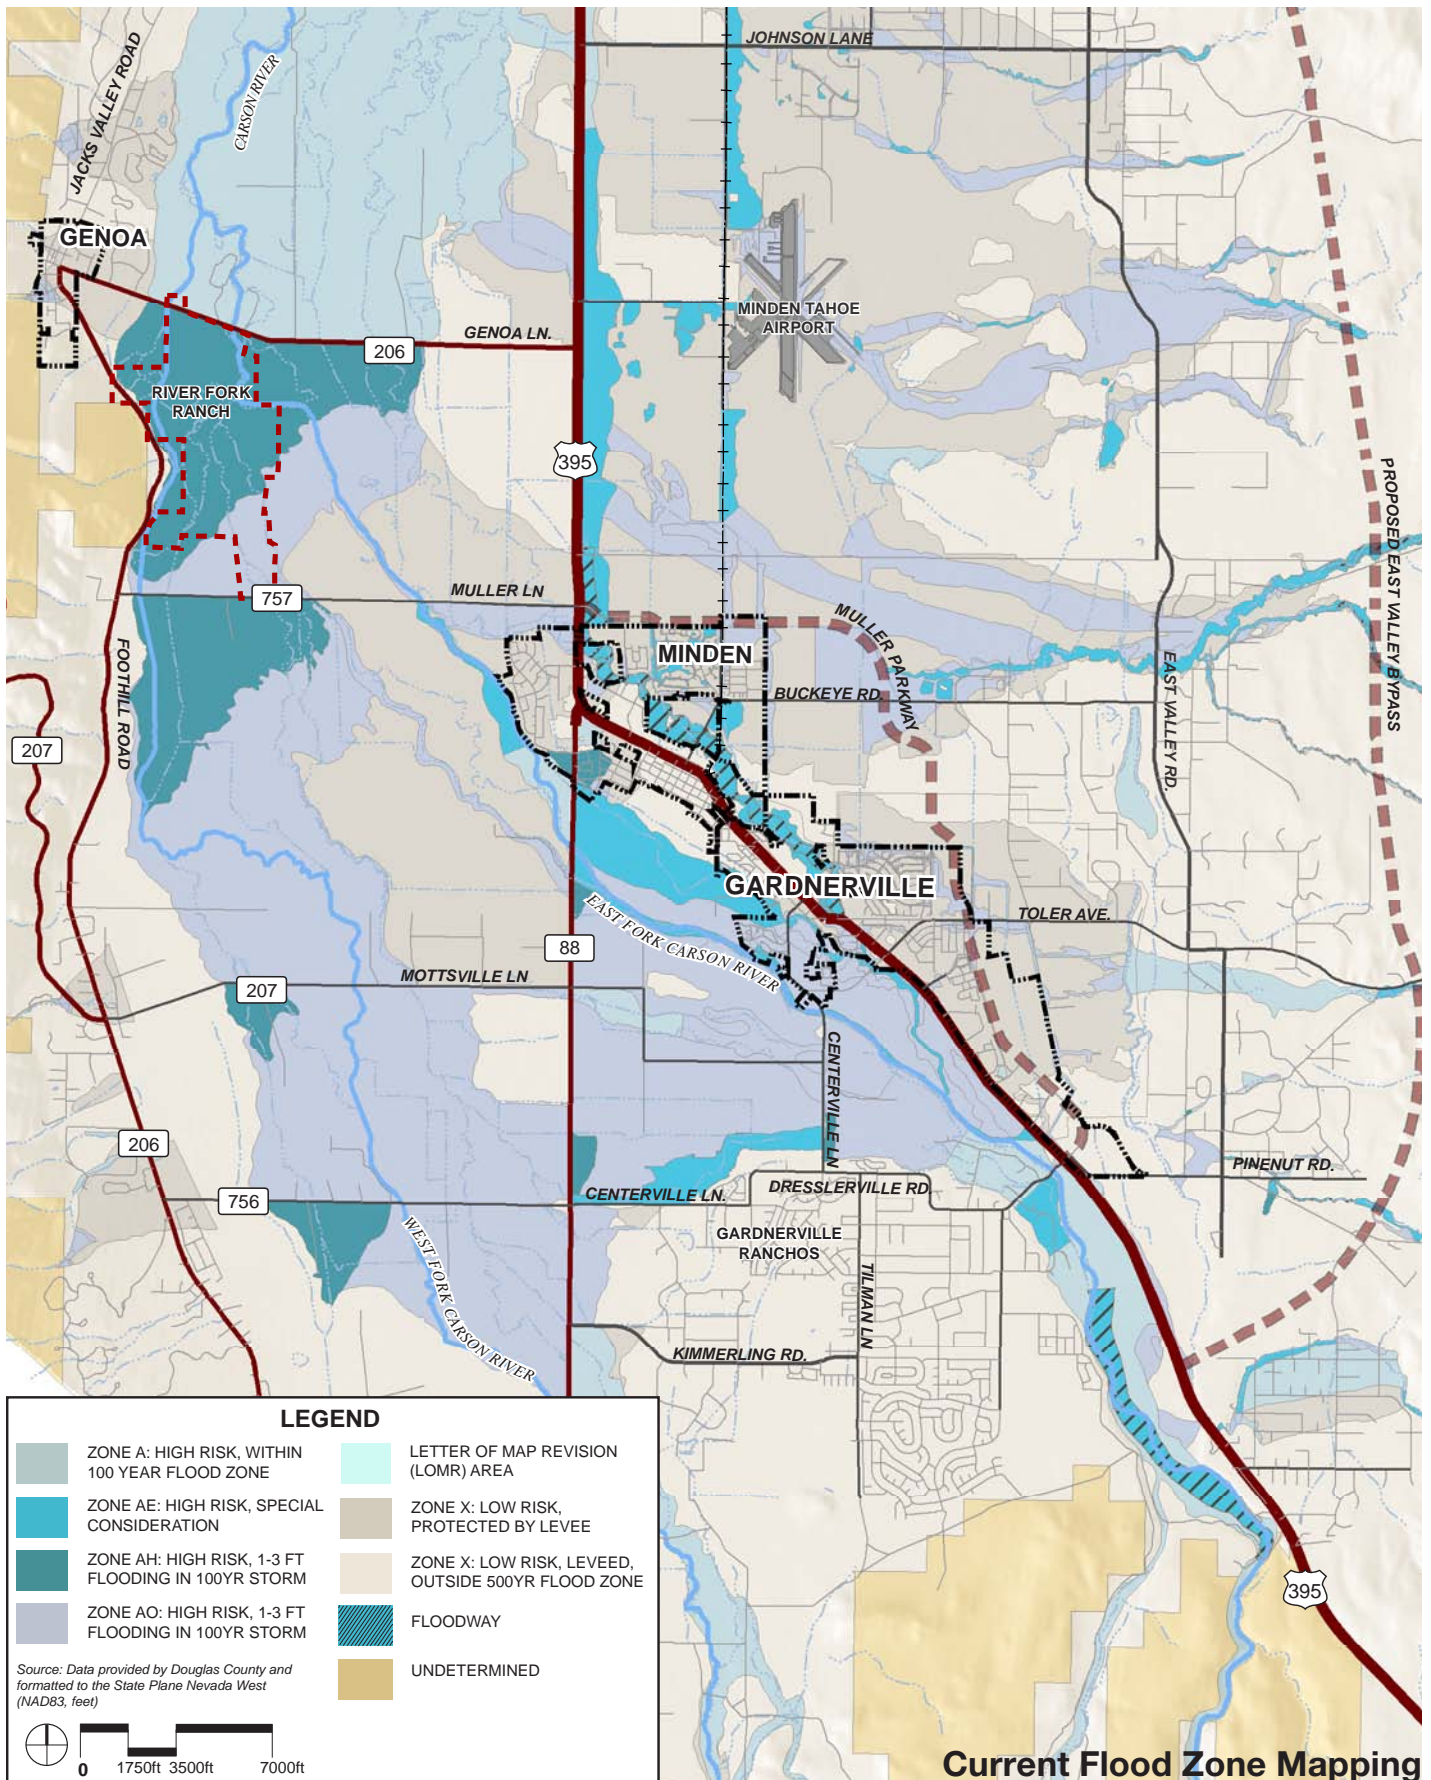 JOHNSON LANE
JACKS VALLEY ROAD
CARSON RIVER
GENOA
MINDEN TAHOE
AIRPORT
GENOA LN.
206
RIVER FORK
RANCH
395
PROPOSED EAST VALLEY BYPASS
MULLER LN
757
MULLER PARKWAY
MINDEN
FOOTHILL ROAD
EAST VALLEY RD.
BUCKEYE RD.
207
GARDNERVILLE
TOLER AVE.
EAST FORK CARSON RIVER
88
MOTTSVILLE LN
207
CENTERVILLE LN
206
PINENUT RD.
756
CENTERVILLE LN.
DRESSLERVILLE RD.
WEST FORK CARSON RIVER
GARDNERVILLE
RANCHOS
TILMAN LN
KIMMERLING RD.
395
LEGEND
ZONE A: HIGH RISK, WITHIN
100 YEAR FLOOD ZONE
ZONE AE: HIGH RISK, SPECIAL
CONSIDERATION
ZONE AH: HIGH RISK, 1-3 FT
FLOODING IN 100YR STORM
ZONE AO: HIGH RISK, 1-3 FT
FLOODING IN 100YR STORM
LETTER OF MAP REVISION
(LOMR) AREA
ZONE X: LOW RISK,
PROTECTED BY LEVEE
ZONE X: LOW RISK, LEVEED,
OUTSIDE 500YR FLOOD ZONE
FLOODWAY
UNDETERMINED
Source: Data provided by Douglas County and
formatted to the State Plane Nevada West
(NAD83, feet)
0 1750ft 3500ft 7000ft
Current Flood Zone Mapping